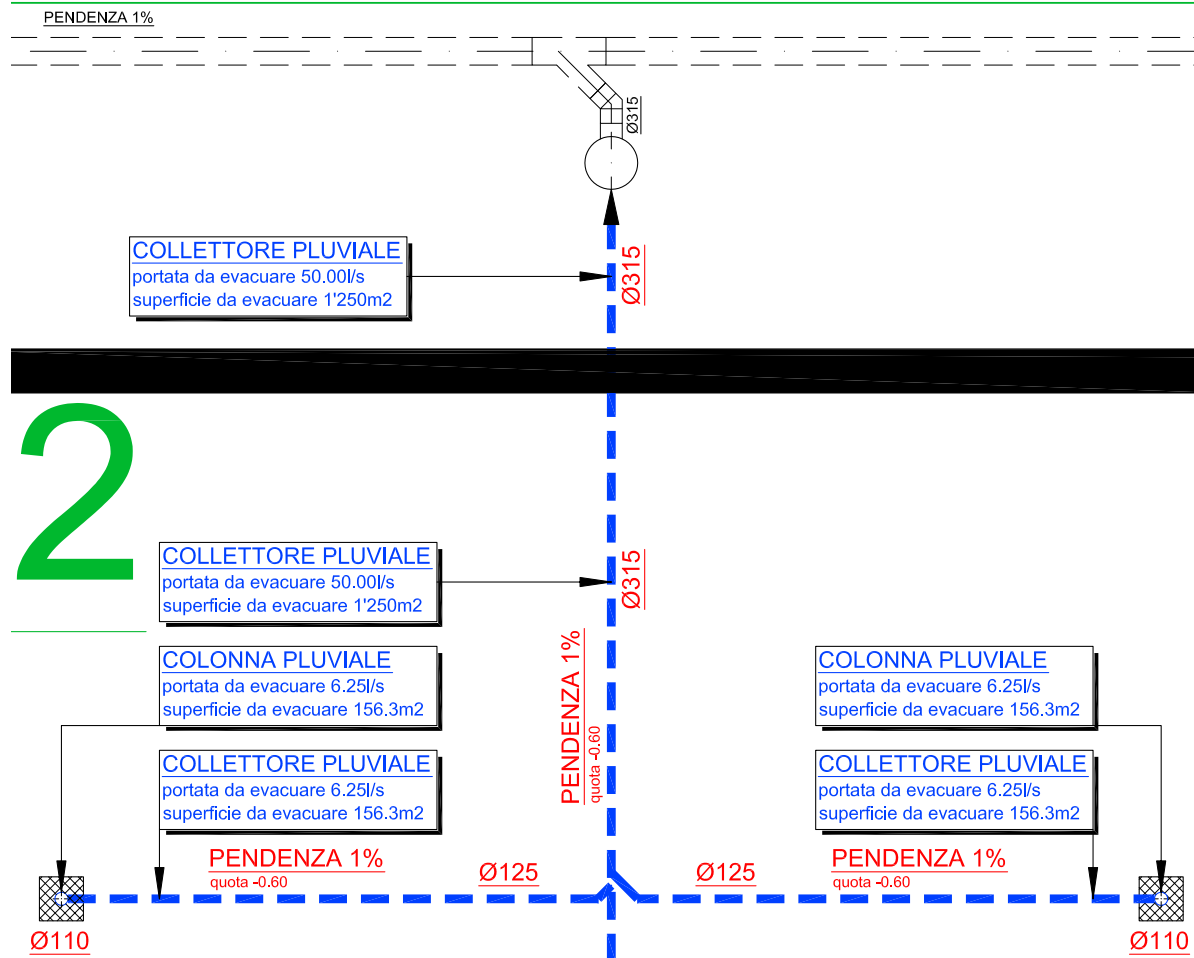 PENDENZA 1%
Ø315
COLLETTORE PLUVIALE
portata da evacuare 50.00l/s
superficie da evacuare 1'250m2
Ø315
2
COLLETTORE PLUVIALE
portata da evacuare 50.00l/s
superficie da evacuare 1'250m2
Ø315
COLONNA PLUVIALE
portata da evacuare 6.25l/s
superficie da evacuare 156.3m2
PENDENZA 1%
quota -0.60
COLONNA PLUVIALE
portata da evacuare 6.25l/s
superficie da evacuare 156.3m2
COLLETTORE PLUVIALE
portata da evacuare 6.25l/s
superficie da evacuare 156.3m2
COLLETTORE PLUVIALE
portata da evacuare 6.25l/s
superficie da evacuare 156.3m2
PENDENZA 1%
quota -0.60
Ø125
Ø125
PENDENZA 1%
quota -0.60
Ø110
Ø110